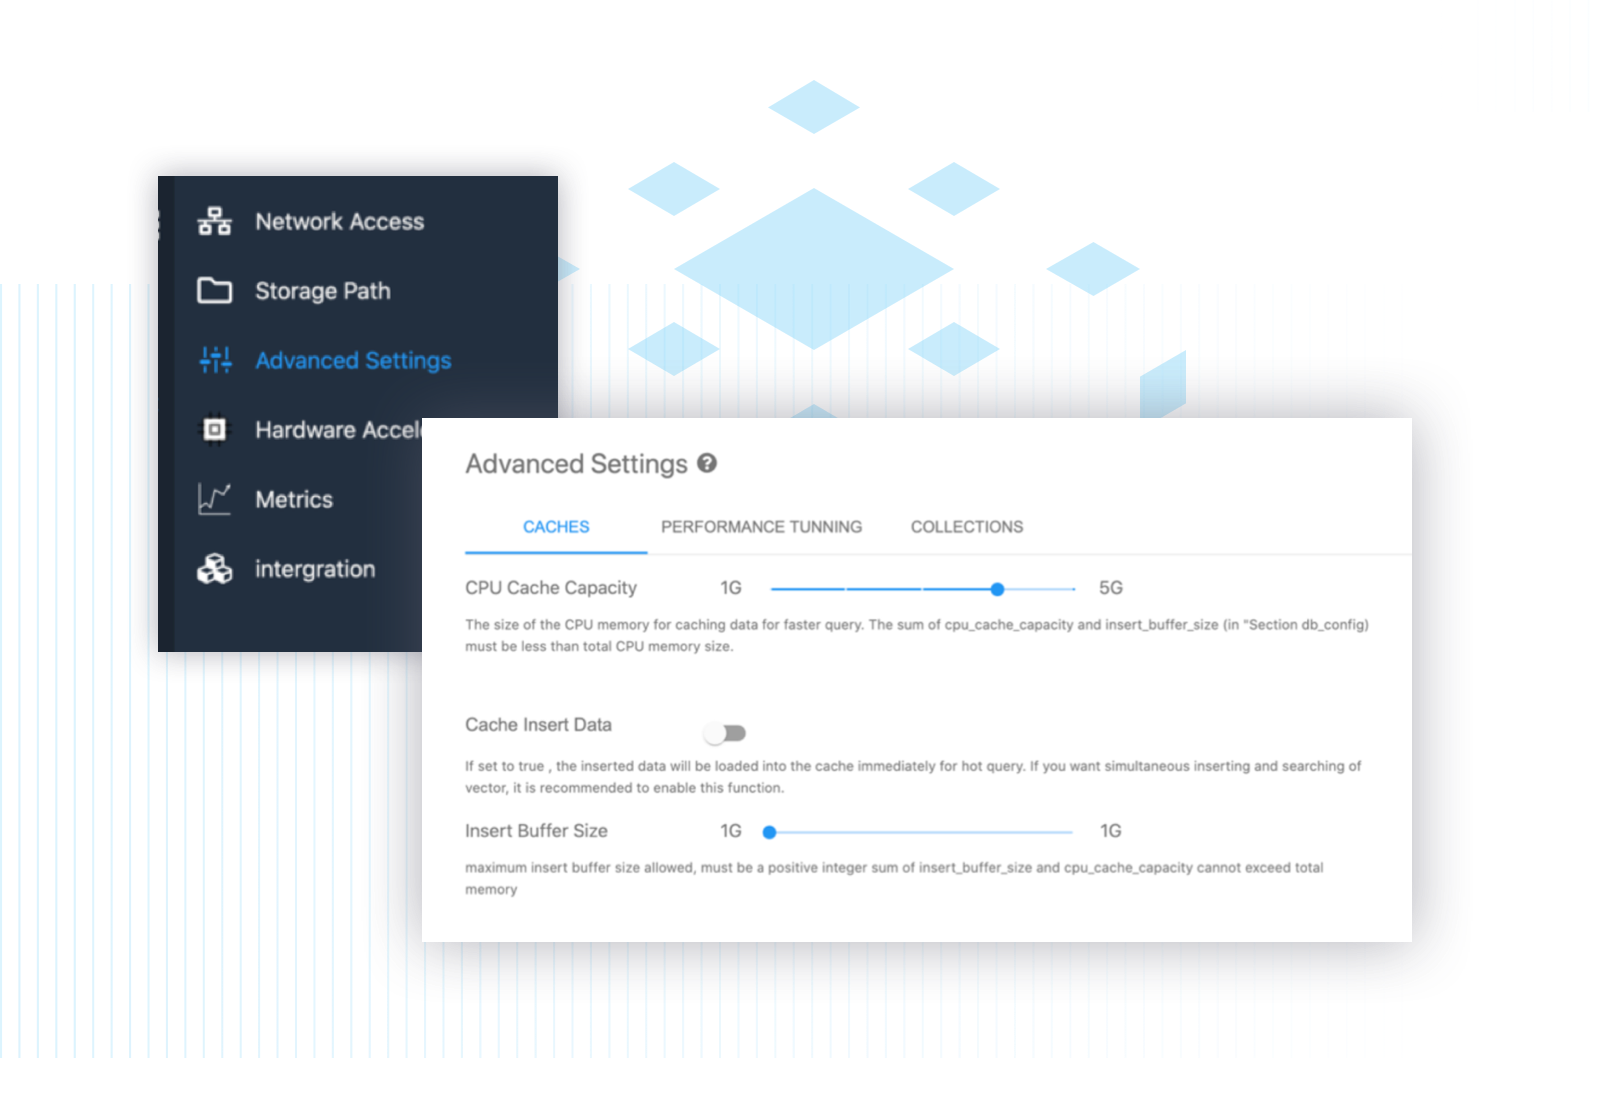 Network Access
Storage Path
Advanced Settings
Hardware
Metrics
intergration
Advanced Settings
CACHES PERFORMANCE TUNNING COLLECTIONS
CPU Cache Capacity 1G 5G
The size of the CPU memory for caching data for faster query. The sum of cpu_cache_capacity and insert_buffer_size (in "Section db_config)
must be less than total CPU memory size.
Cache Insert Data
If set to true , the inserted data will be loaded into the cache immediately for hot query. If you want simultaneous inserting and searching of
vector, it is recommended to enable this function.
Insert Buffer Size 1G 1G
maximum insert buffer size allowed, must be a positive integer sum of insert_buffer_size and cpu_cache_capacity cannot exceed total
memory